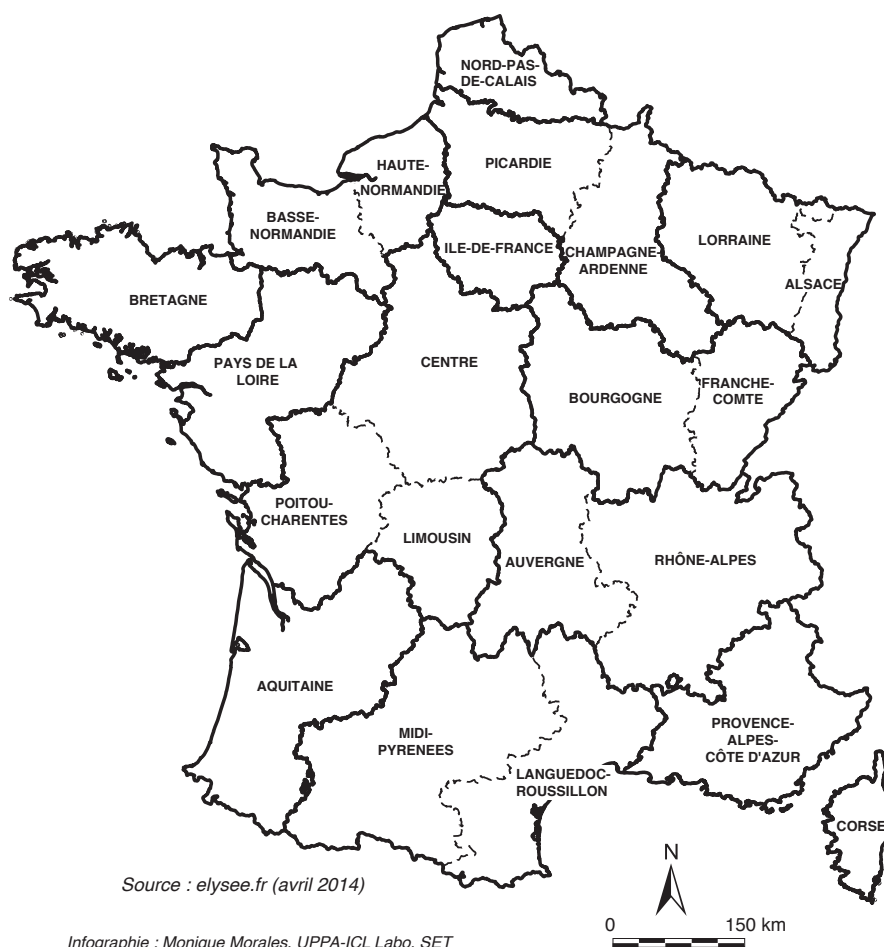 NORD-PAS-
DE-CALAIS
PICARDIE
HAUTE-
NORMANDIE
BASSE-
NORMANDIE
ILE-DE-FRANCE
CHAMPAGNE-
ARDENNE
LORRAINE
ALSACE
BRETAGNE
PAYS DE LA
LOIRE
CENTRE
BOURGOGNE
FRANCHE-
COMTE
POITOU-
CHARENTES
LIMOUSIN
AUVERGNE
RHÔNE-ALPES
AQUITAINE
MIDI-
PYRENEES
LANGUEDOC-
ROUSSILLON
PROVENCE-
ALPES-
CÔTE D'AZUR
CORSE
N
Source : elysee.fr (avril 2014)
0 150 km
Infographie : Monique Morales, UPPA-ICL Labo. SET